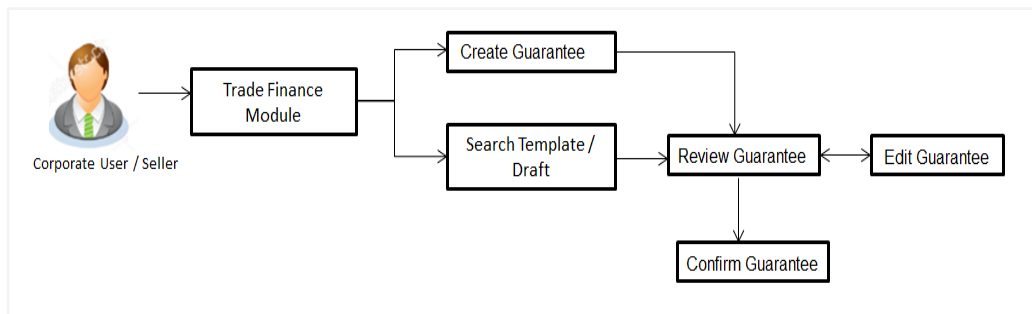 Create Guarantee
Trade Finance
Module
Search Template /
Draft
Review Guarantee
Edit Guarantee
Corporate User / Seller
Confirm Guarantee